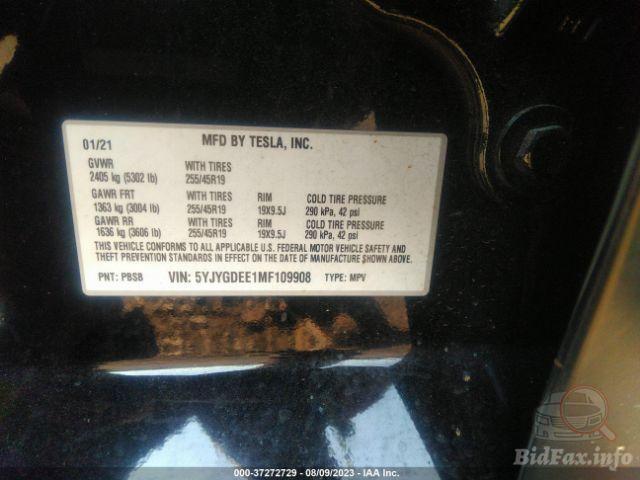 01/21 MFD BY TESLA, INC.
GVWR WITH TIRES
2405 kg (5302 lb) 255/45R19
GAWR FRT WITH TIRES RIM COLD TIRE PRESSURE
1363 kg (3004 lb) 255/45R19 19X9.5J 290 kPa, 42 psi
GAWR RR WITH TIRES RIM COLD TIRE PRESSURE
1636 kg (3606 lb) 255/45R19 19X9.5J 290 kPa, 42 psi
THIS VEHICLE CONFORMS TO ALL APPLICABLE U.S. FEDERAL MOTOR VEHICLE SAFETY AND
THEFT PREVENTION STANDARDS IN EFFECT ON THE DATE OF MANUFACTURE SHOWN ABOVE.
PNT: PBSB VIN: 5YJYGDEE1MF109908 TYPE: MPV
BidFax.info
000-37272729 - 08/09/2023 - IAA Inc.